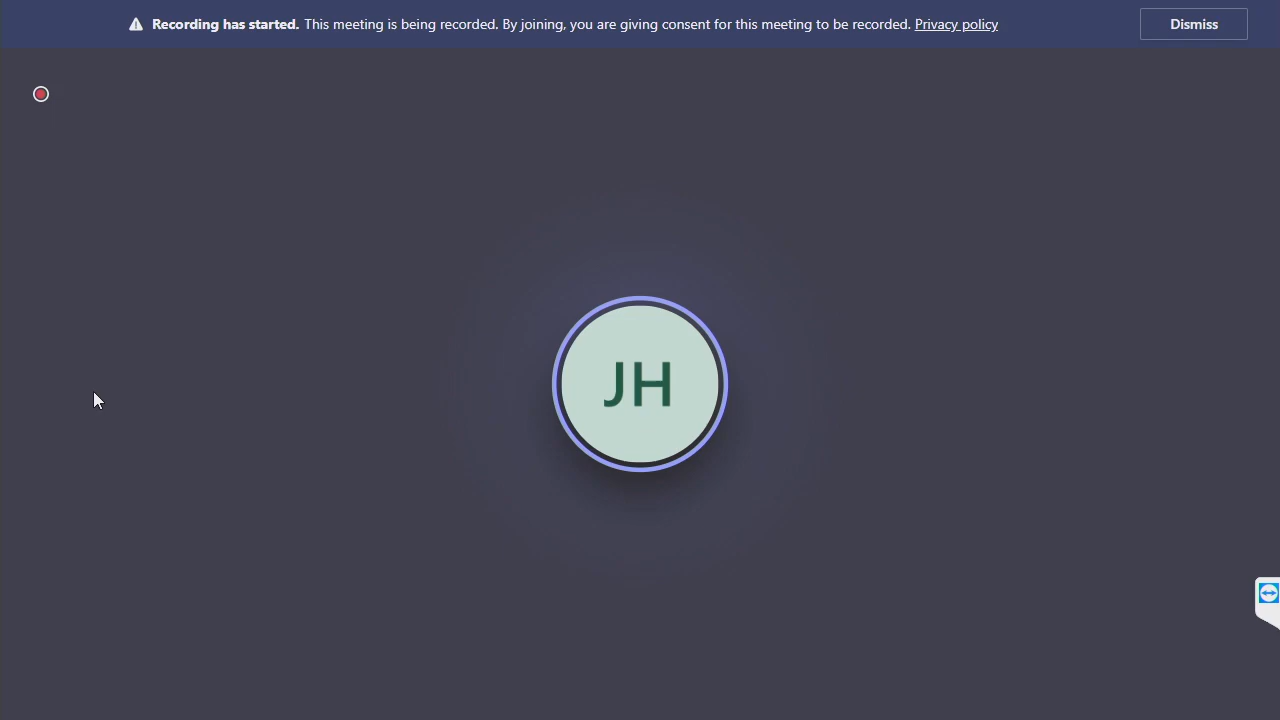 Recording has started. This meeting is being recorded. By joining, you are giving consent for this meeting to be recorded. Privacy policy
Dismiss
JH